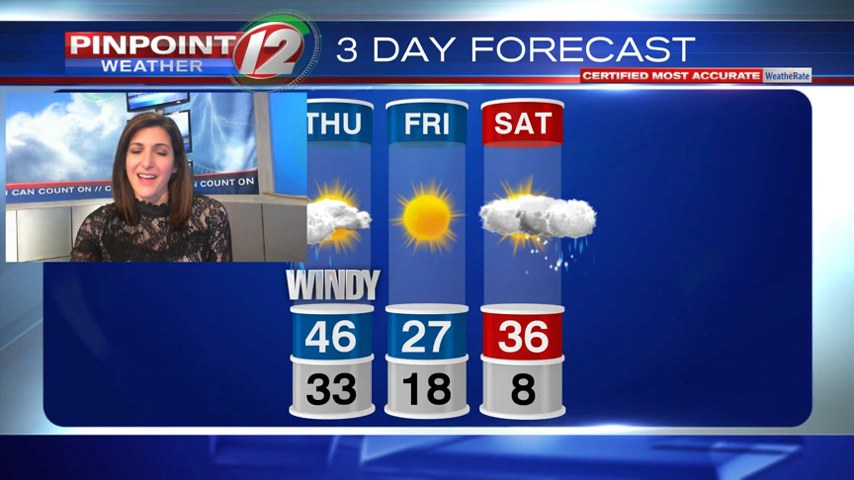 PINPOINT 12
WEATHER
3 DAY FORECAST
CERTIFIED MOST ACCURATE WeatheRate
THU FRI SAT
CAN COUNT ON // C
N COUNT ON
WINDY
46 27 36
33 18 8